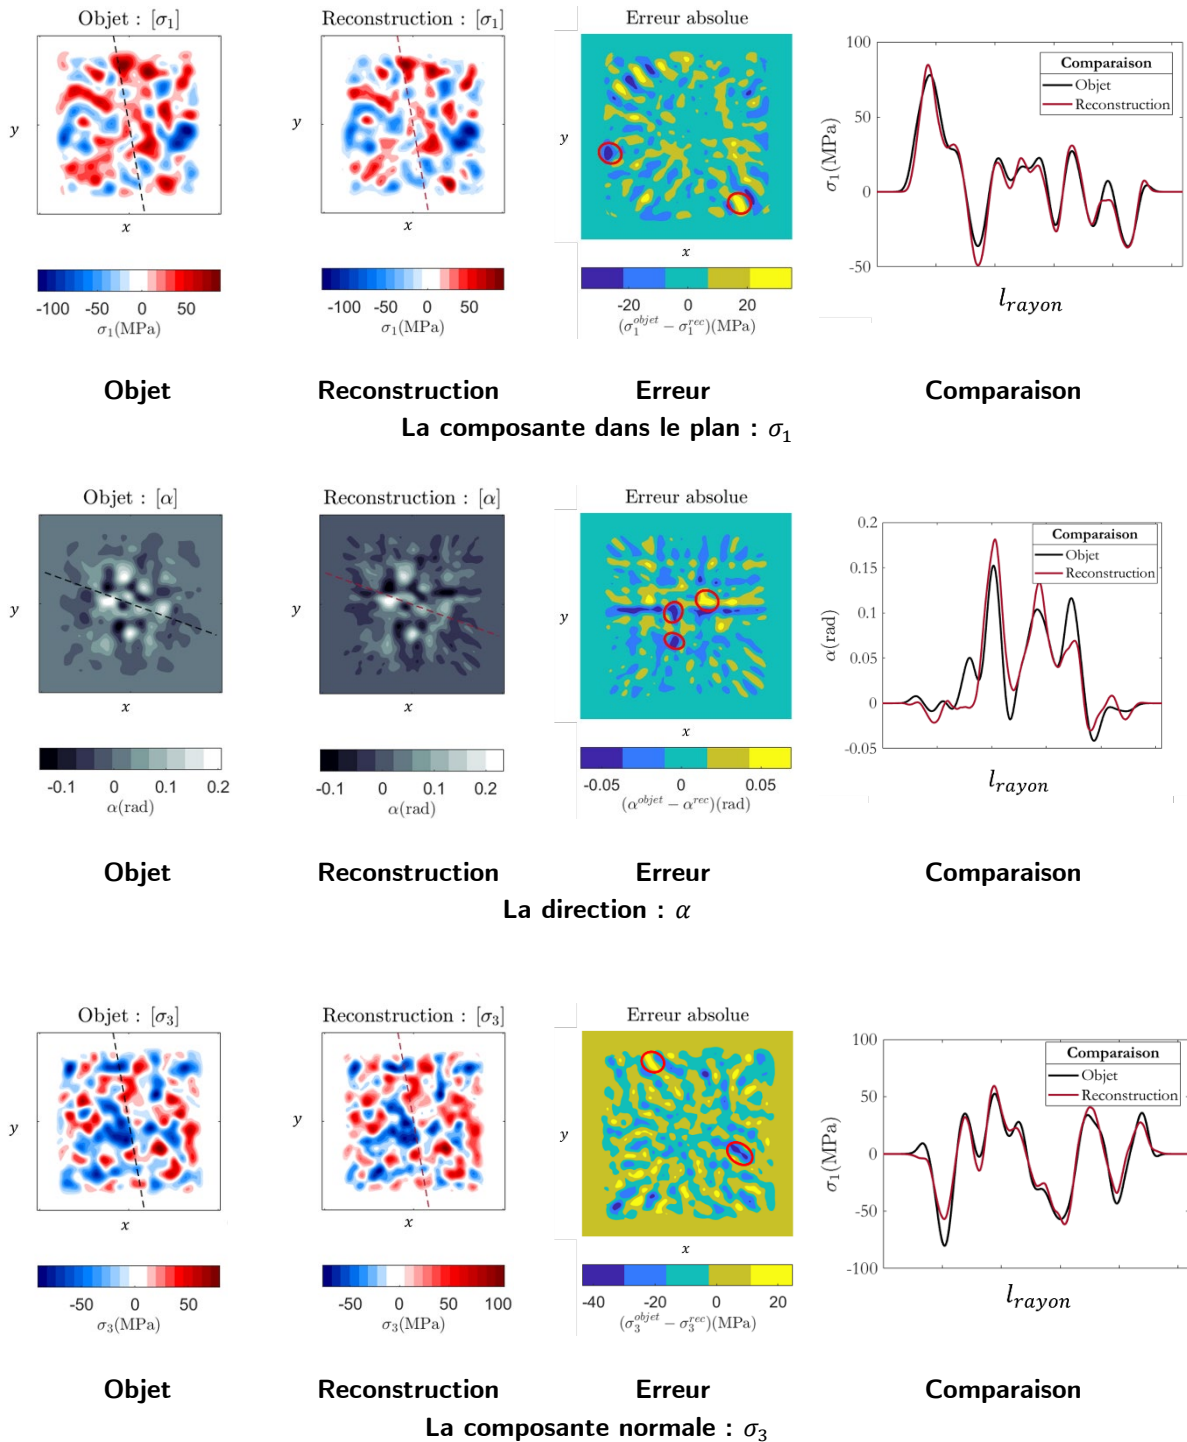 Objet : [σ₁]
Reconstruction : [σ₁]
Erreur absolue
y
x
-100 -50 0 50
σ₁(MPa)
y
x
-100 -50 0 50
σ₁(MPa)
y
x
-20 0 20
(σ₁^objet − σ₁^rec)(MPa)
100
50
0
-50
σ₁(MPa)
Comparaison
Objet
Reconstruction
l_rayon
Objet Reconstruction Erreur Comparaison
La composante dans le plan : σ₁
Objet : [α]
Reconstruction : [α]
Erreur absolue
y
x
-0.1 0 0.1 0.2
α(rad)
y
x
-0.1 0 0.1 0.2
α(rad)
y
x
-0.05 0 0.05
(α^objet − α^rec)(rad)
0.2
0.15
0.1
0.05
0
-0.05
α(rad)
Comparaison
Objet
Reconstruction
l_rayon
Objet Reconstruction Erreur Comparaison
La direction : α
Objet : [σ₃]
Reconstruction : [σ₃]
Erreur absolue
y
x
-50 0 50
σ₃(MPa)
y
x
-50 0 50 100
σ₃(MPa)
y
x
-40 -20 0 20
(σ₃^objet − σ₃^rec)(MPa)
100
50
0
-50
-100
σ₁(MPa)
Comparaison
Objet
Reconstruction
l_rayon
Objet Reconstruction Erreur Comparaison
La composante normale : σ₃